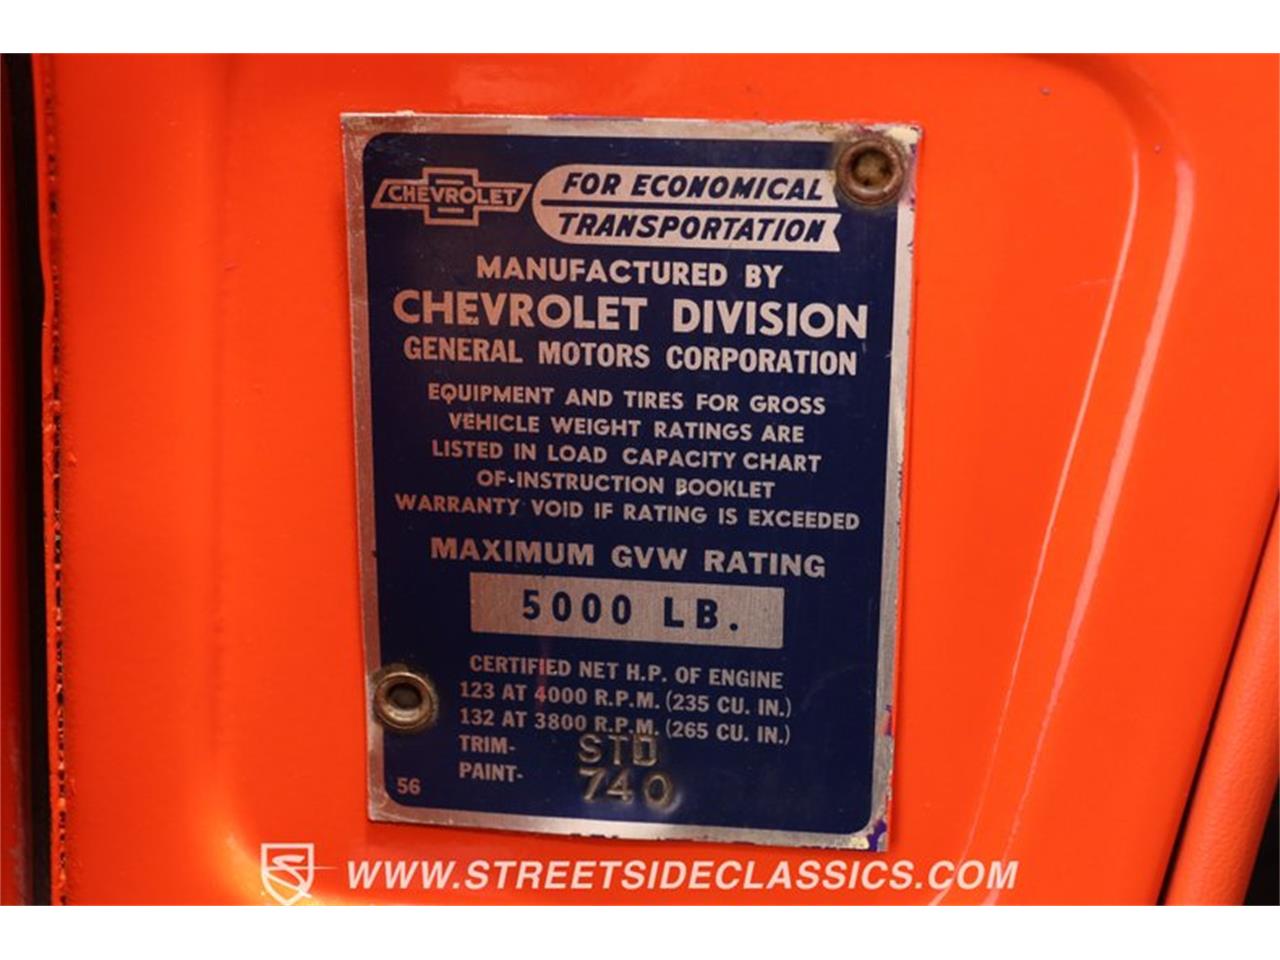 CHEVROLET
FOR ECONOMICAL
TRANSPORTATION
MANUFACTURED BY
CHEVROLET DIVISION
GENERAL MOTORS CORPORATION
EQUIPMENT AND TIRES FOR GROSS
VEHICLE WEIGHT RATINGS ARE
LISTED IN LOAD CAPACITY CHART
OF INSTRUCTION BOOKLET
WARRANTY VOID IF RATING IS EXCEEDED
MAXIMUM GVW RATING
5000 LB.
CERTIFIED NET H.P. OF ENGINE
123 AT 4000 R.P.M. (235 CU. IN.)
132 AT 3800 R.P.M. (265 CU. IN.)
TRIM- STD
PAINT- 740
56
WWW.STREETSIDECLASSICS.COM